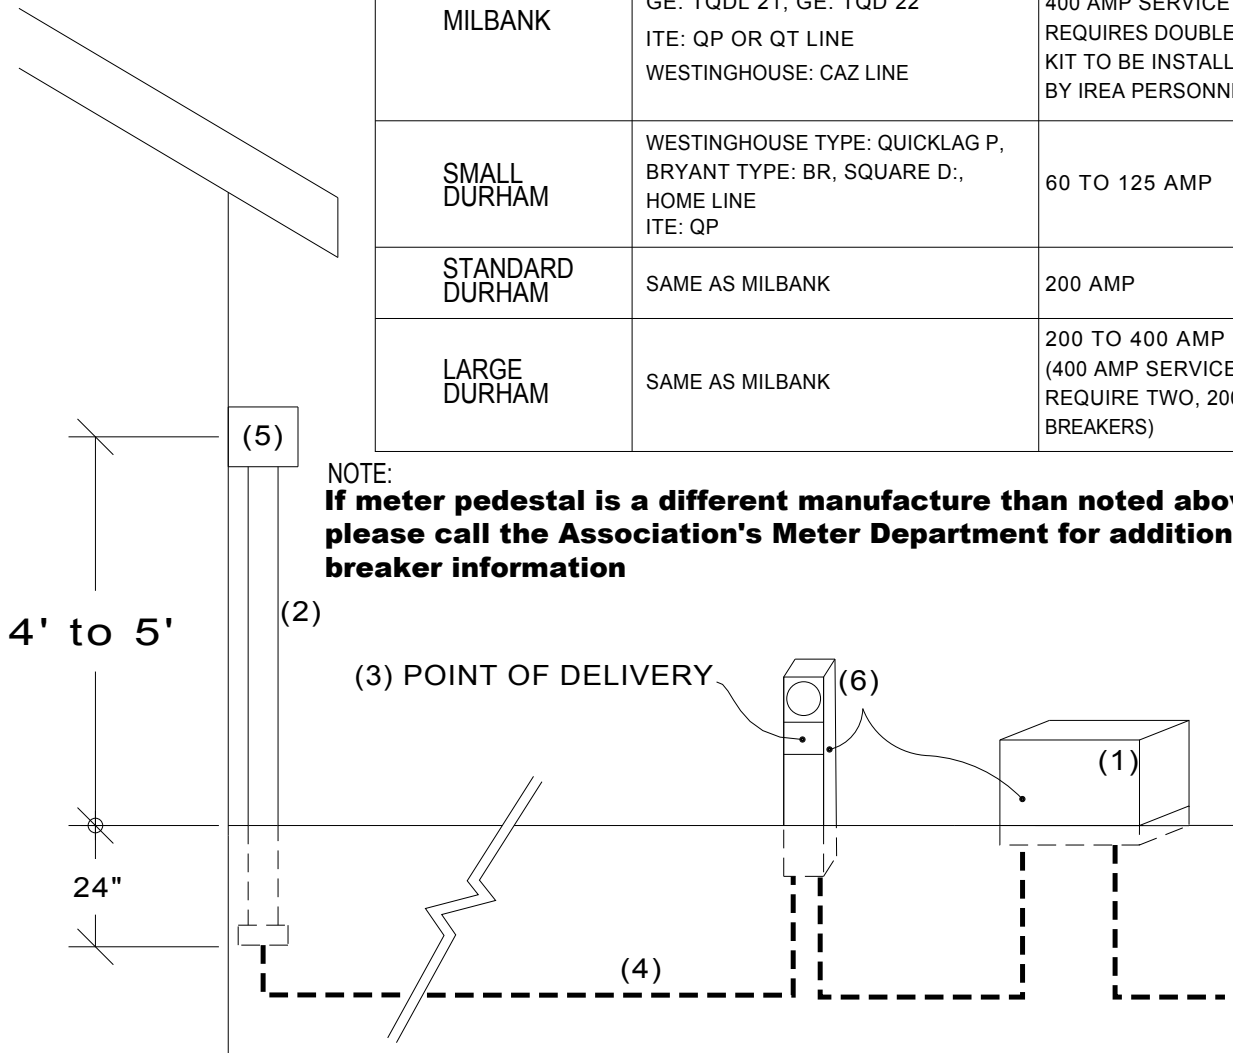 MILBANK
GE: TQDL 21, GE: TQD 22
ITE: QP OR QT LINE
WESTINGHOUSE: CAZ LINE
400 AMP SERVICE
REQUIRES DOUBLE
KIT TO BE INSTALL
BY IREA PERSONN
SMALL
DURHAM
WESTINGHOUSE TYPE: QUICKLAG P,
BRYANT TYPE: BR, SQUARE D:,
HOME LINE
ITE: QP
60 TO 125 AMP
STANDARD
DURHAM
SAME AS MILBANK
200 AMP
LARGE
DURHAM
SAME AS MILBANK
200 TO 400 AMP
(400 AMP SERVICE
REQUIRE TWO, 200
BREAKERS)
(5)
NOTE:
If meter pedestal is a different manufacture than noted abov
please call the Association's Meter Department for addition
breaker information
4' to 5'
(2)
(3) POINT OF DELIVERY
(6)
(1)
24"
(4)